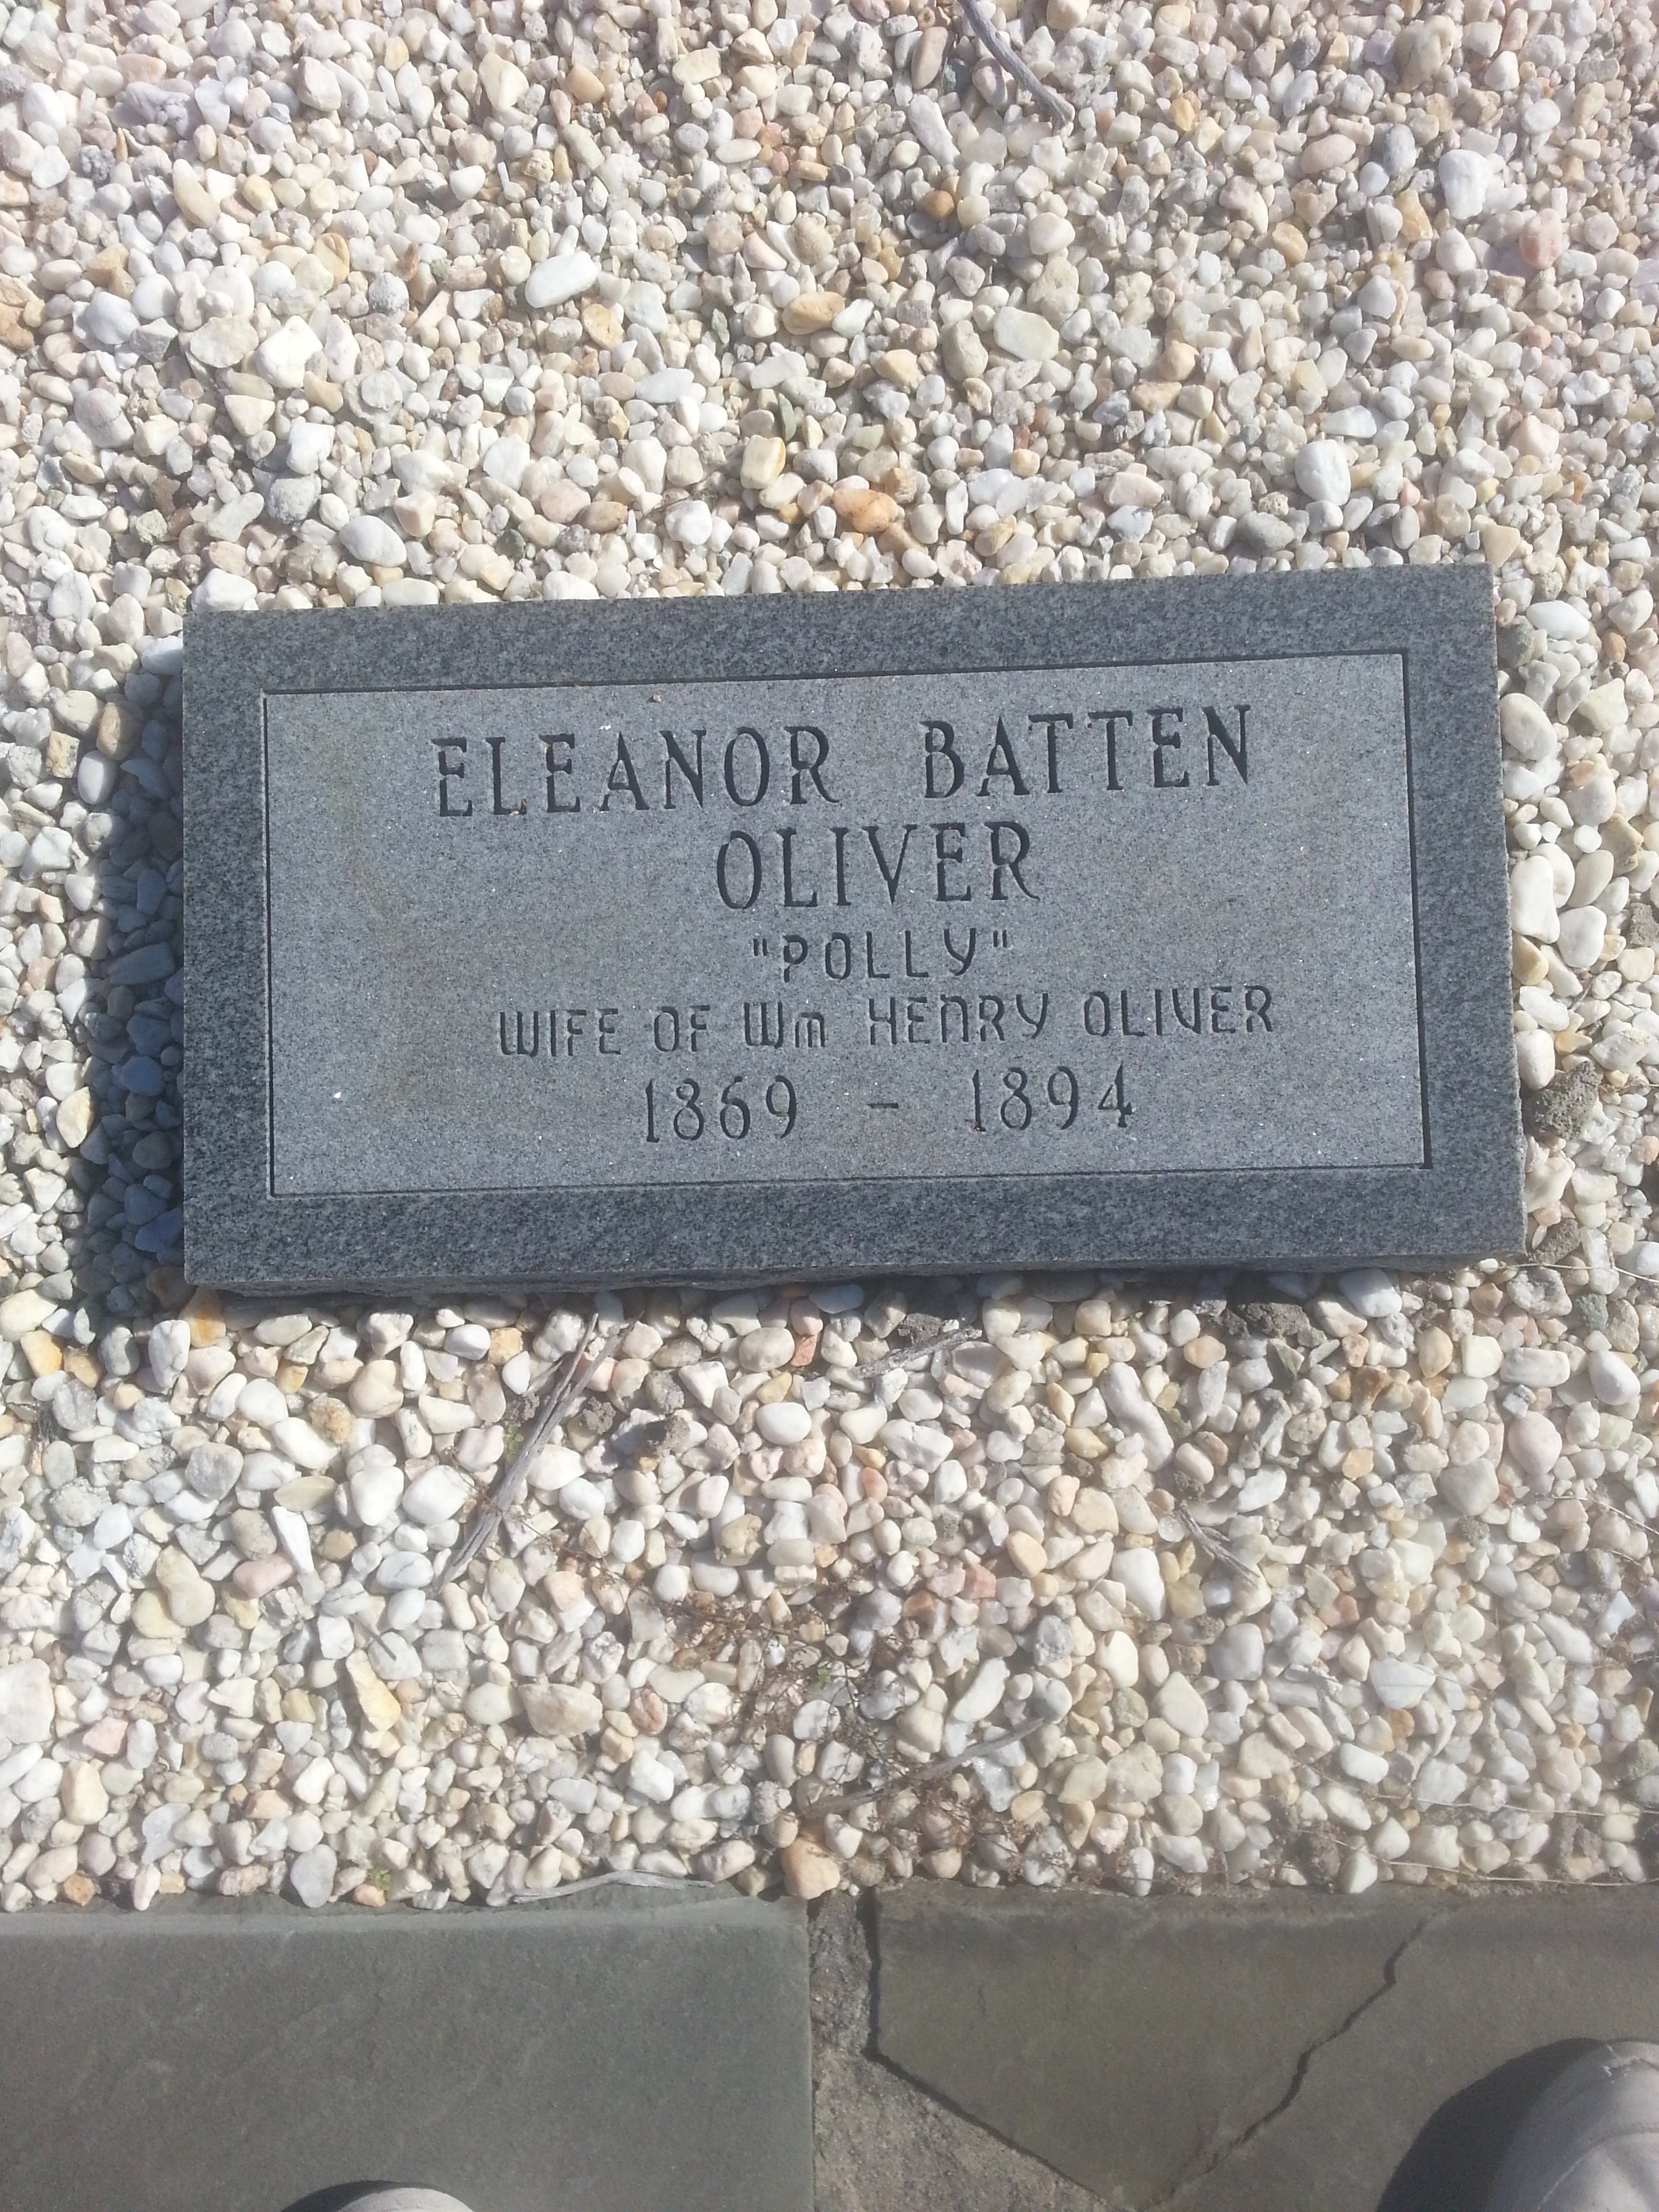 ELEANOR BATTEN
OLIVER
"POLLY"
WIFE OF Wm HENRY OLIVER
1869 - 1894